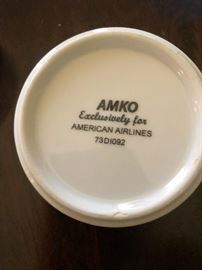 AMKO
Exclusively for
AMERICAN AIRLINES
73DI092